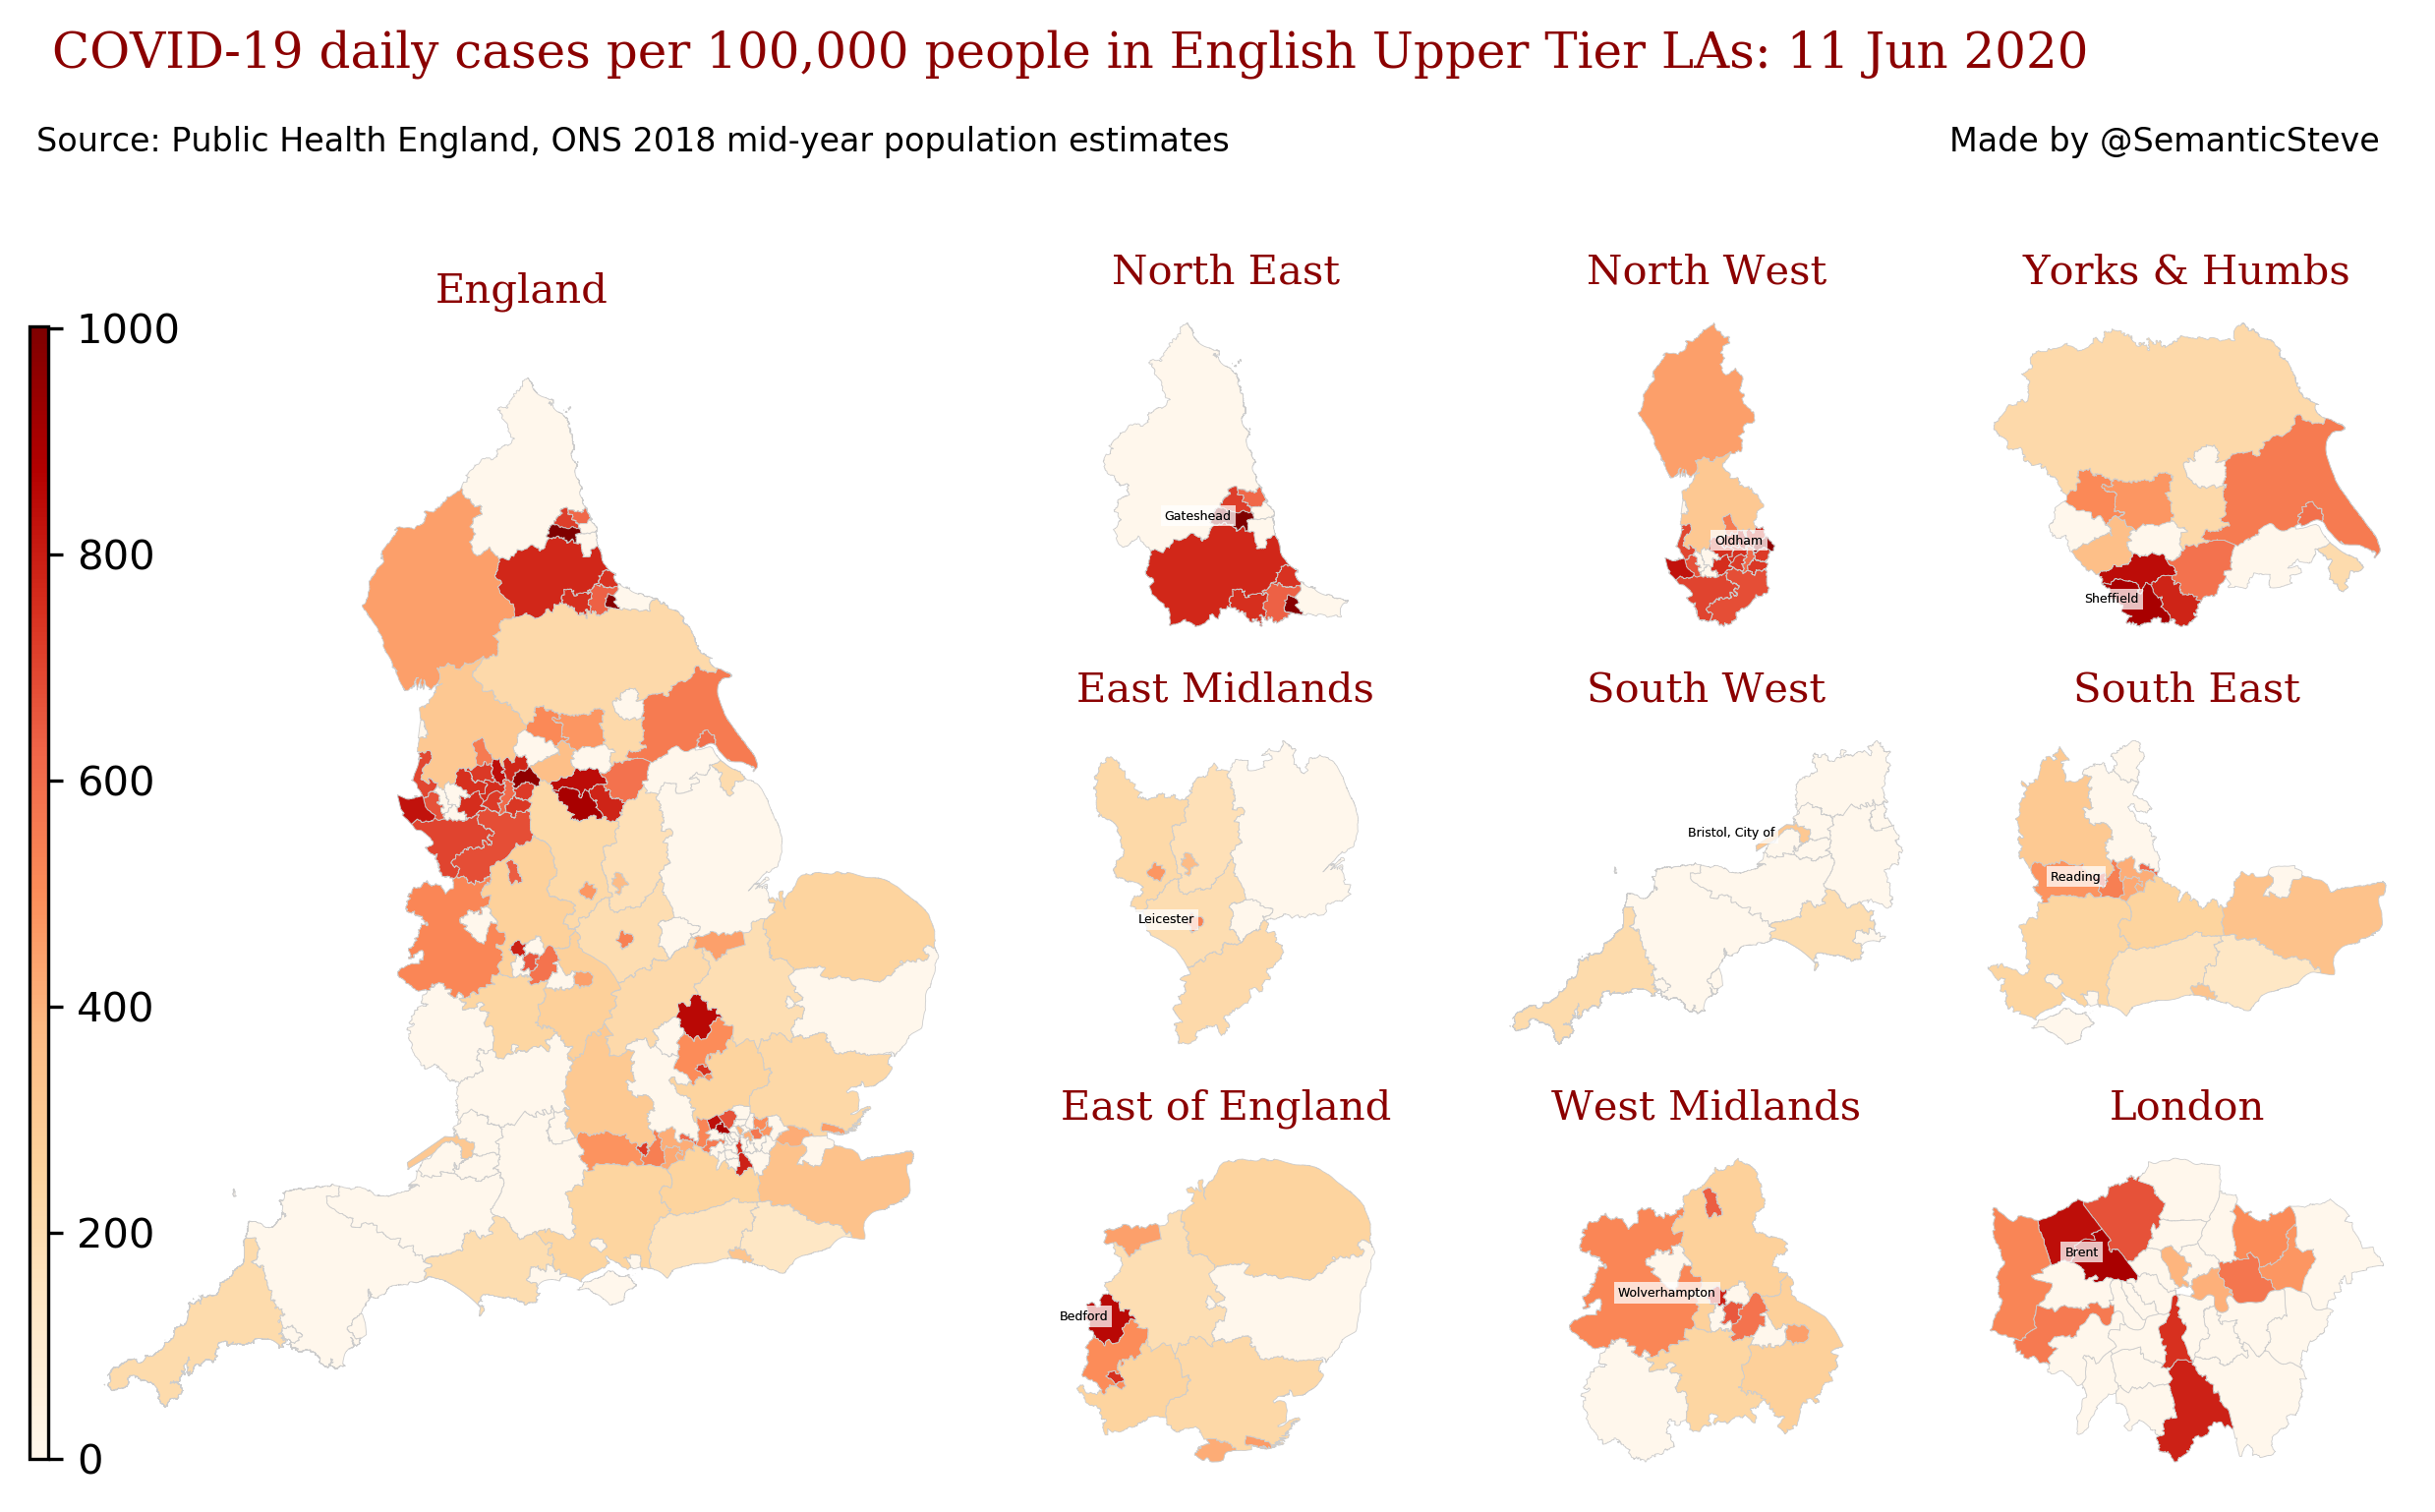 COVID-19 daily cases per 100,000 people in English Upper Tier LAs: 11 Jun 2020
Source: Public Health England, ONS 2018 mid-year population estimates
Made by @SemanticSteve
England
1000
800
600
400
200
0
North East
Gateshead
North West
Oldham
Yorks & Humbs
Sheffield
East Midlands
Leicester
South West
Bristol, City of
South East
Reading
East of England
Bedford
West Midlands
Wolverhampton
London
Brent